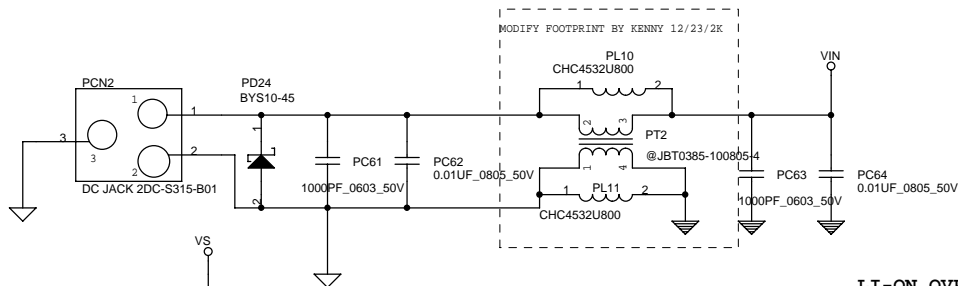 MODIFY FOOTPRINT BY KENNY 12/23/2K
VIN
PL10
CHC4532U800
1 2
PCN2
PD24
BYS10-45
1
1
1
2 3
PT2
@JBT0385-100805-4
3
3
2
2
2
PC61
1000PF_0603_50V
PC62
0.01UF_0805_50V
1 4
1 2
PL11
CHC4532U800
PC63
1000PF_0603_50V
PC64
0.01UF_0805_50V
DC JACK 2DC-S315-B01
VS